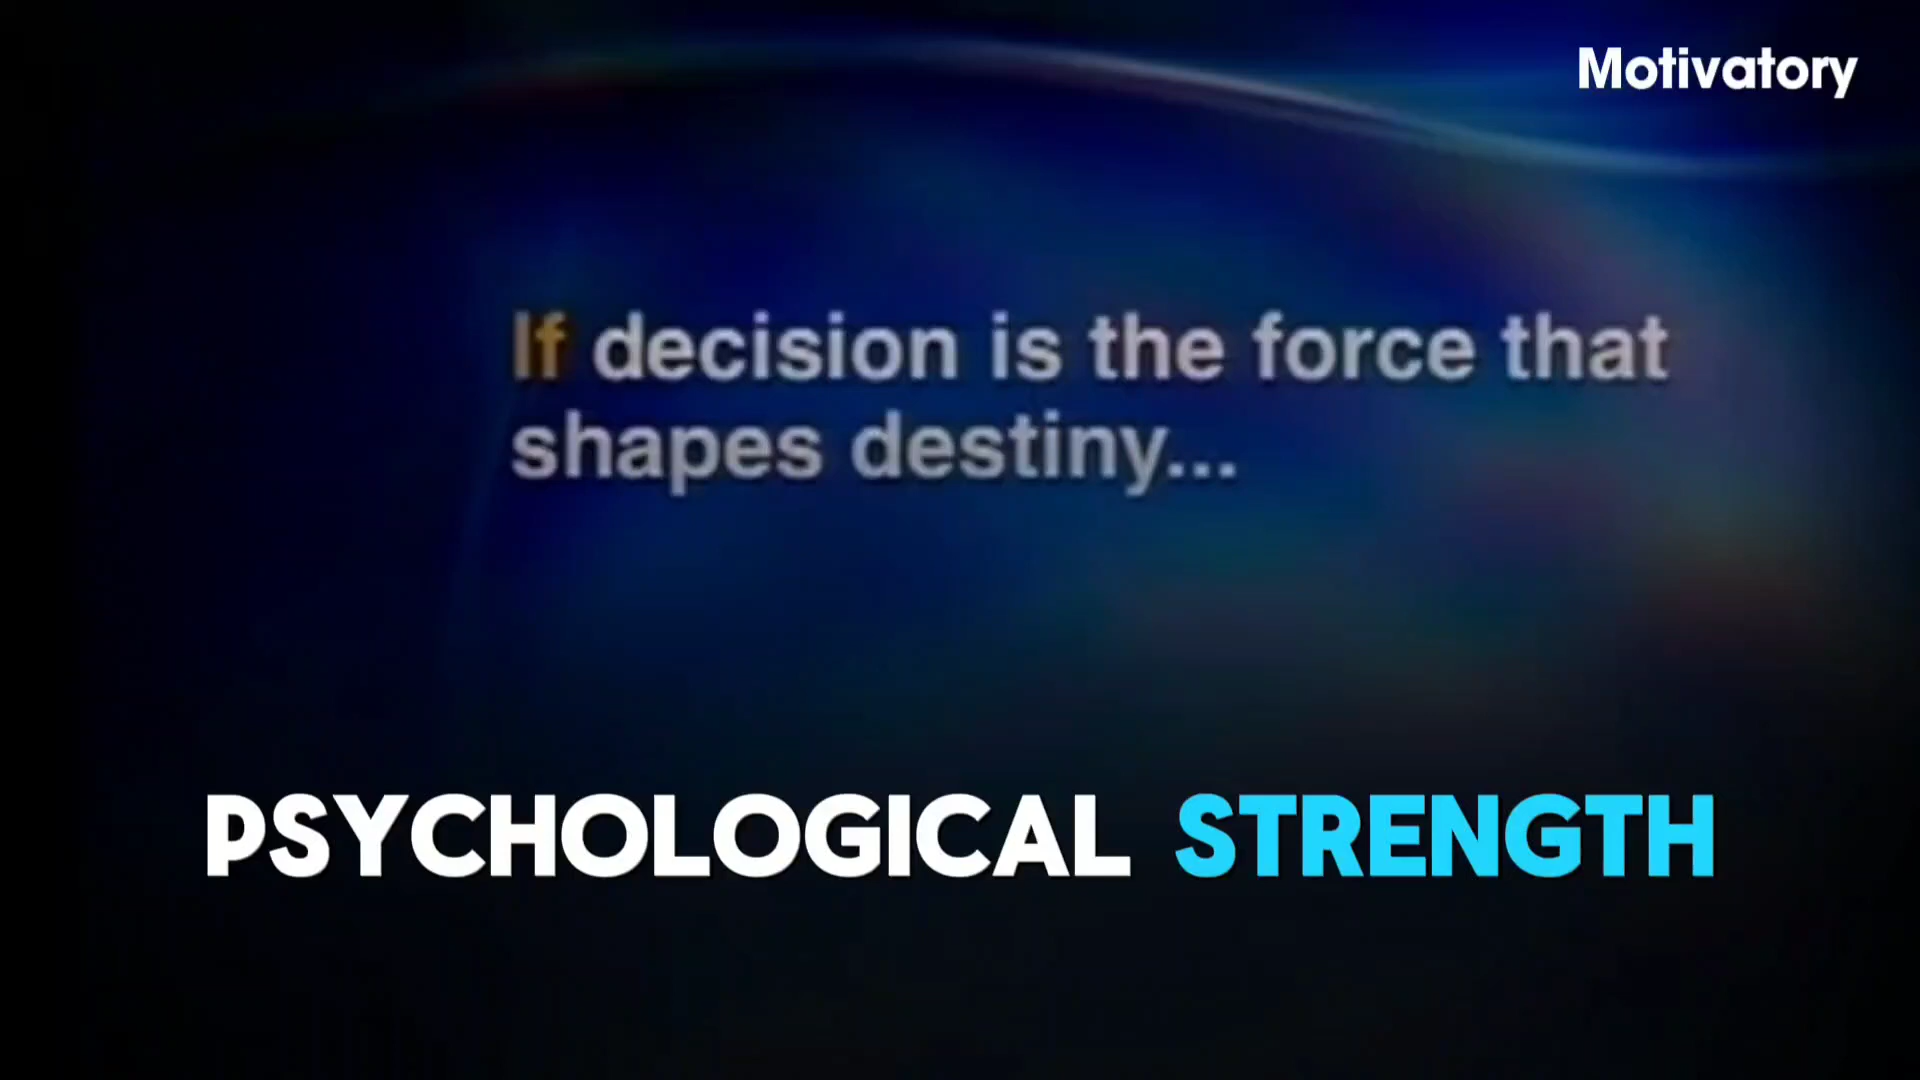 Motivatory
If decision is the force that
shapes destiny...
PSYCHOLOGICAL STRENGTH